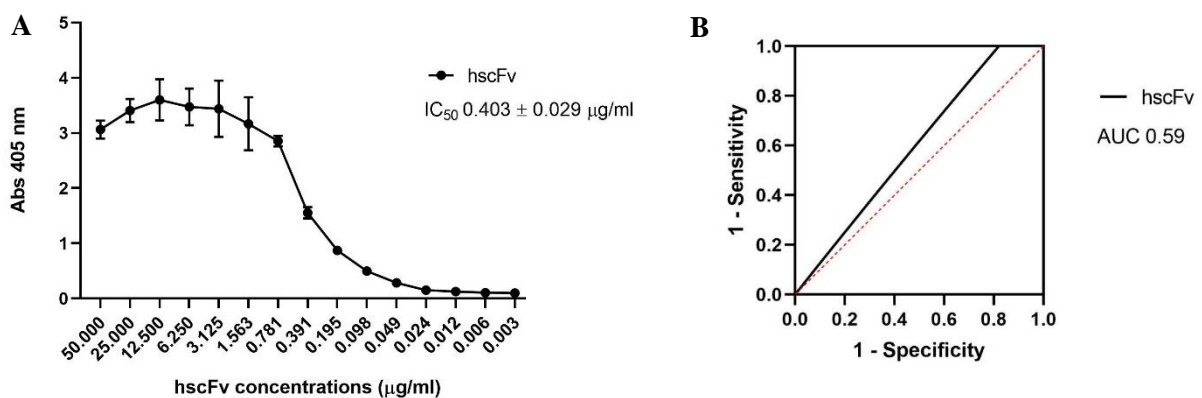 A
5
4
3
2
1
0
Abs 405 nm
50.000
25.000
12.500
6.250
3.125
1.563
0.781
0.391
0.195
0.098
0.049
0.024
0.012
0.006
0.003
hscFv concentrations (μg/ml)
hscFv
IC50 0.403 ± 0.029 μg/ml
B
1.0
0.8
0.6
0.4
0.2
0.0
1 - Sensitivity
0.0 0.2 0.4 0.6 0.8 1.0
1 - Specificity
hscFv
AUC 0.59